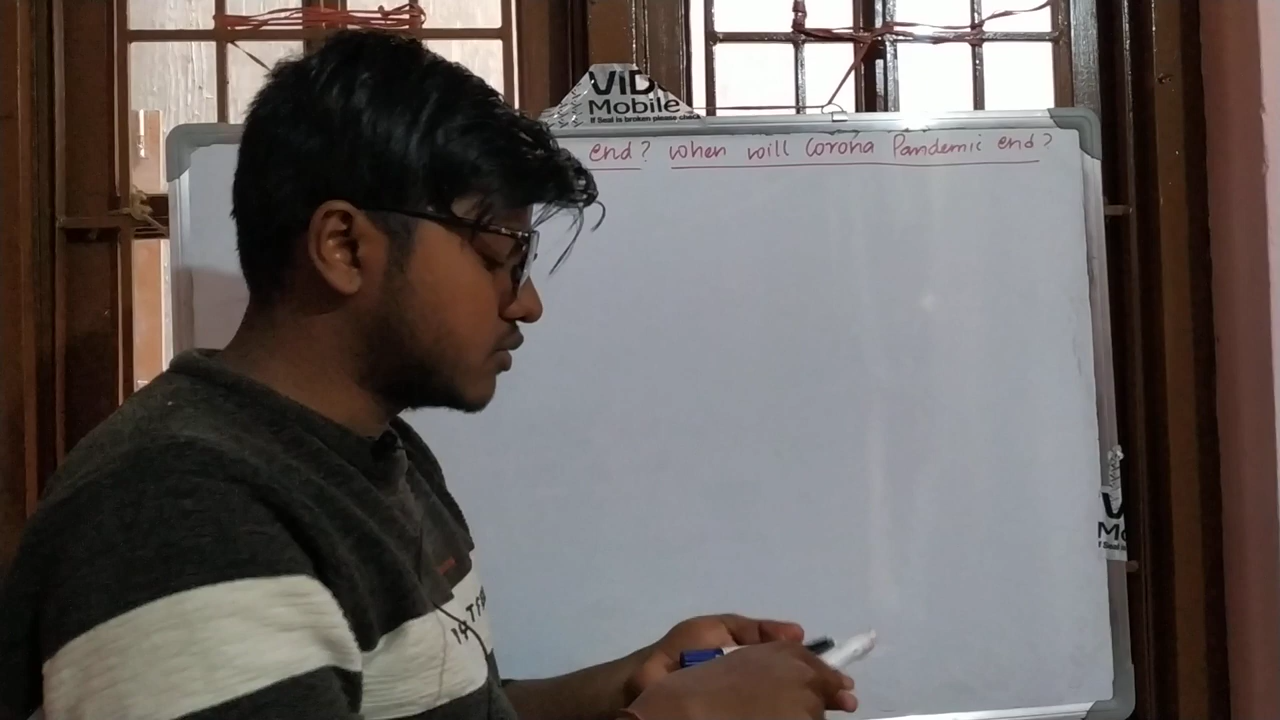 VID
Mobile
If Seal is broken please check
end? When will Corona Pandemic end?